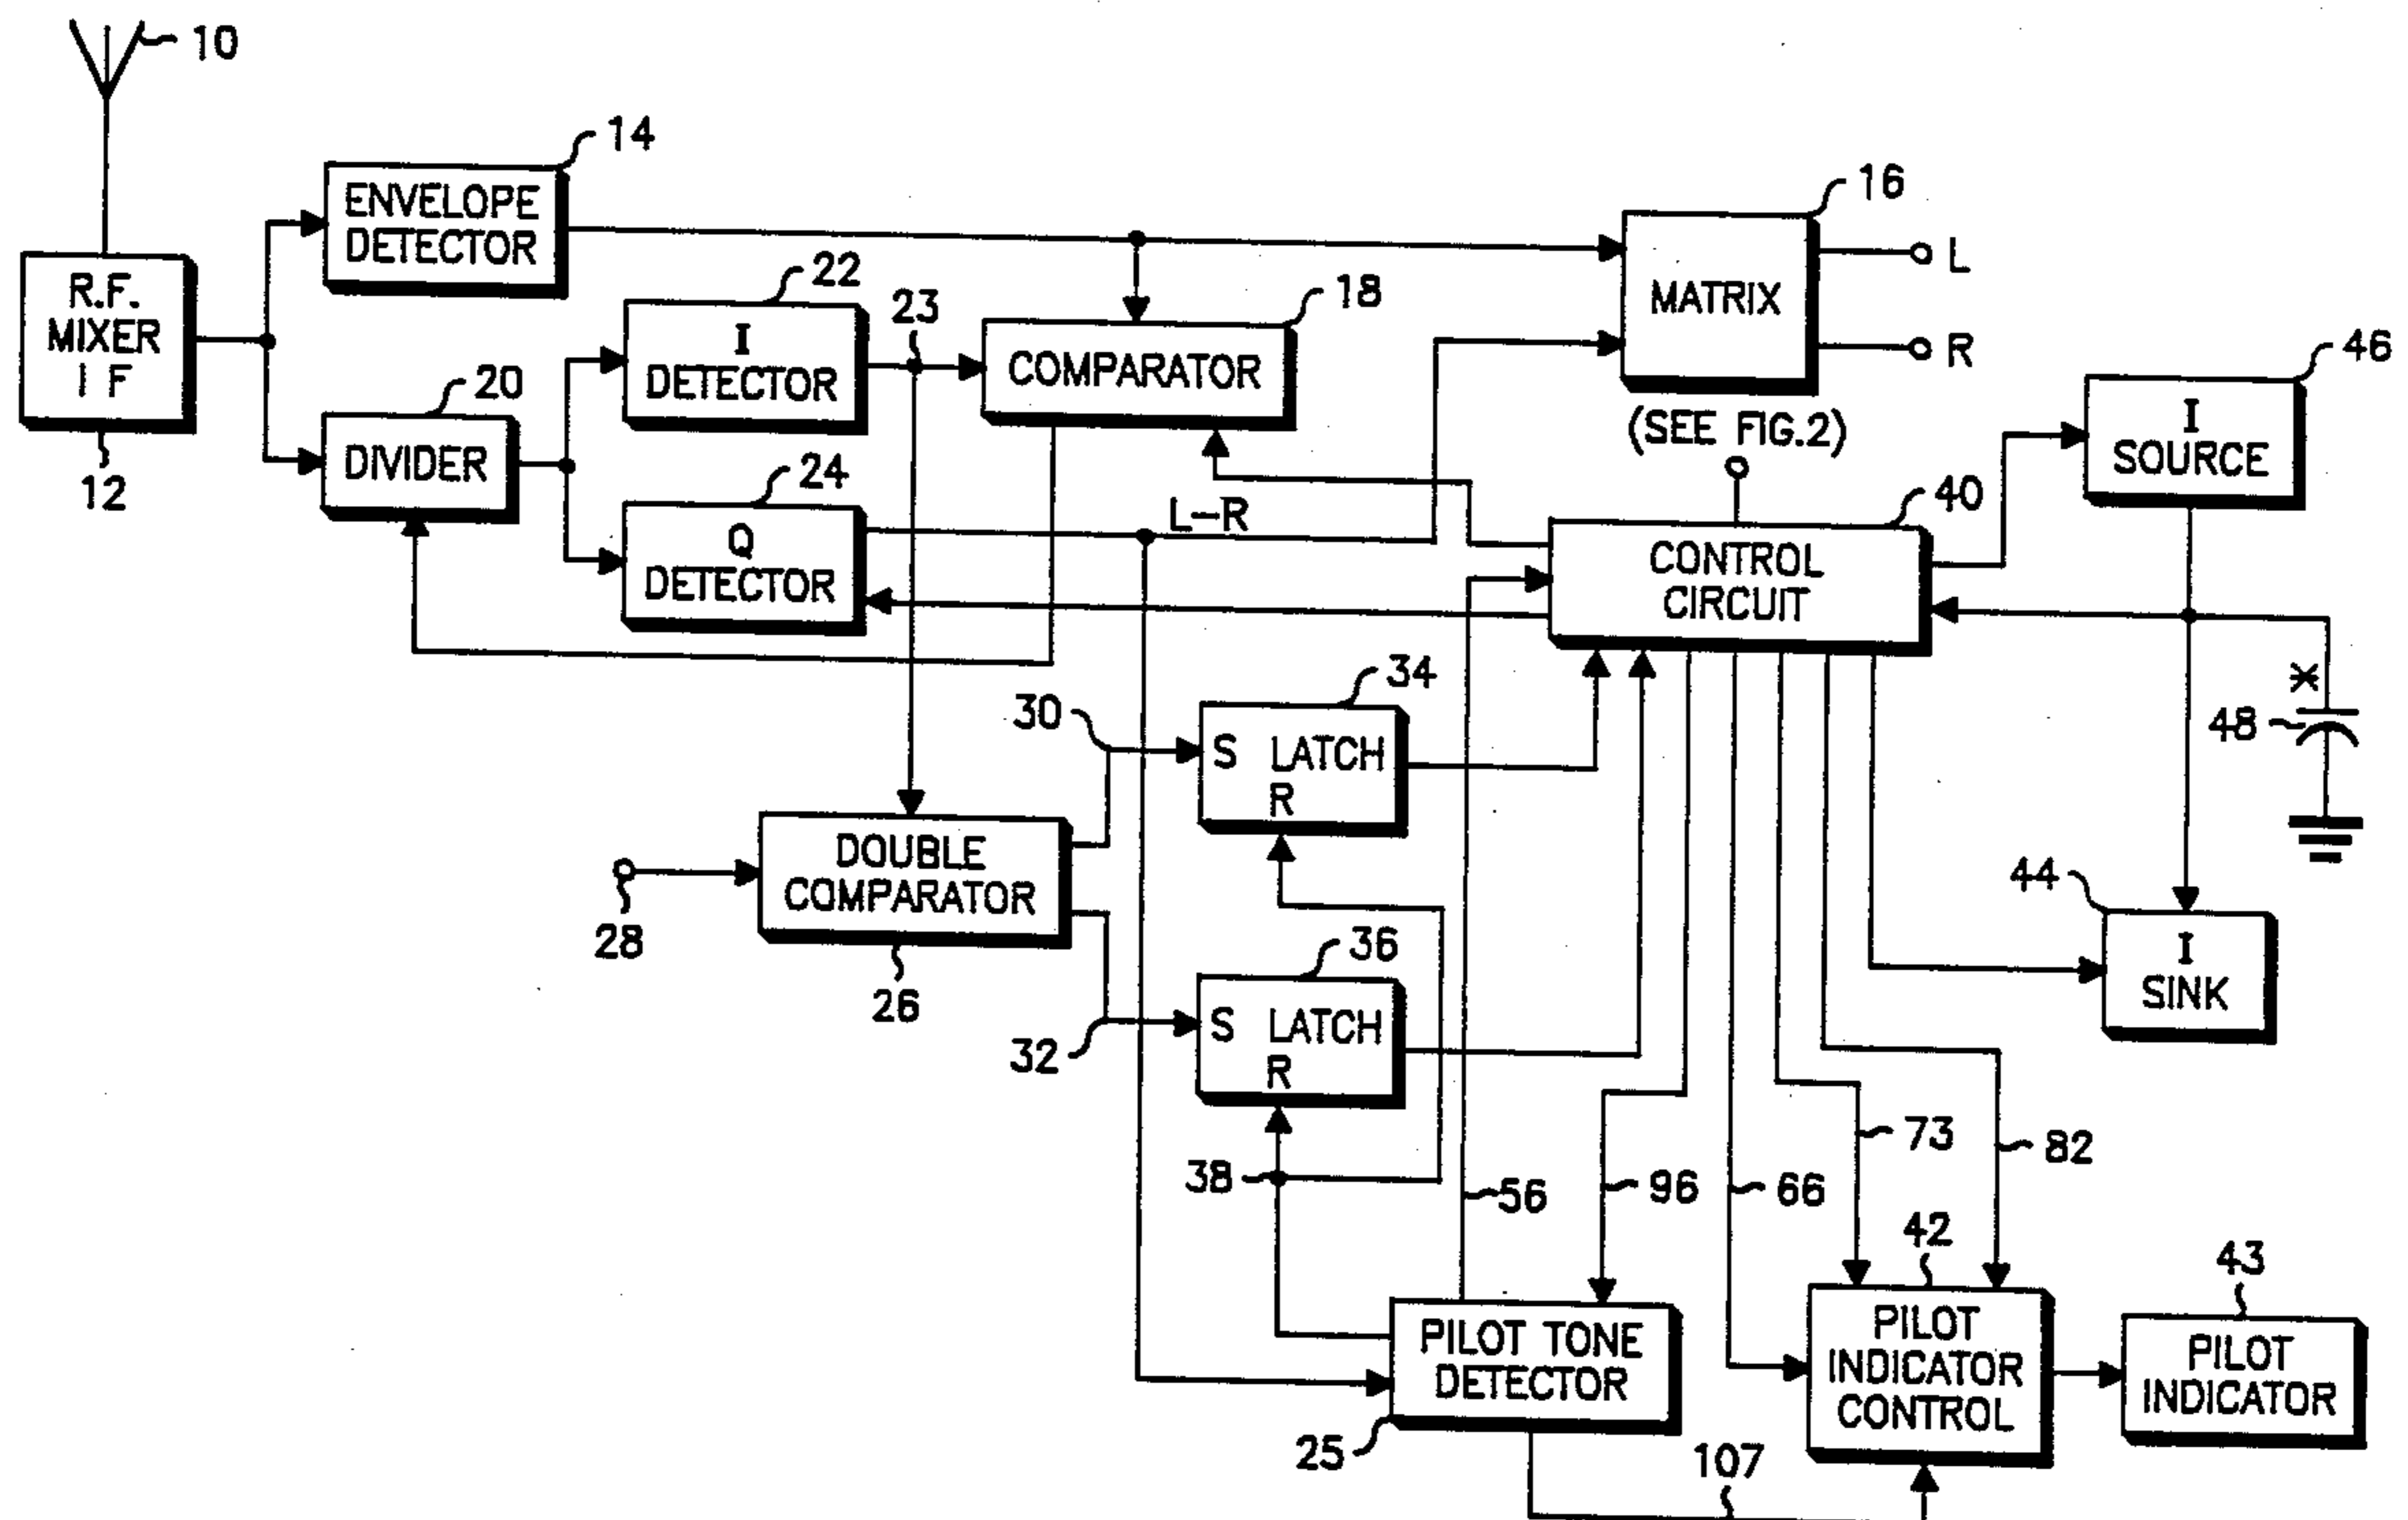 10
14
ENVELOPE
DETECTOR
16
MATRIX
L
R
(SEE FIG.2)
R.F.
MIXER
I F
12
22
I
DETECTOR
23
18
COMPARATOR
46
I
SOURCE
20
DIVIDER
24
Q
DETECTOR
L-R
40
CONTROL
CIRCUIT
*
48
30
34
S LATCH
R
28
DOUBLE
COMPARATOR
26
44
I
SINK
32
36
S LATCH
R
38
56
96
66
73
82
42
43
PILOT TONE
DETECTOR
25
PILOT
INDICATOR
CONTROL
PILOT
INDICATOR
107